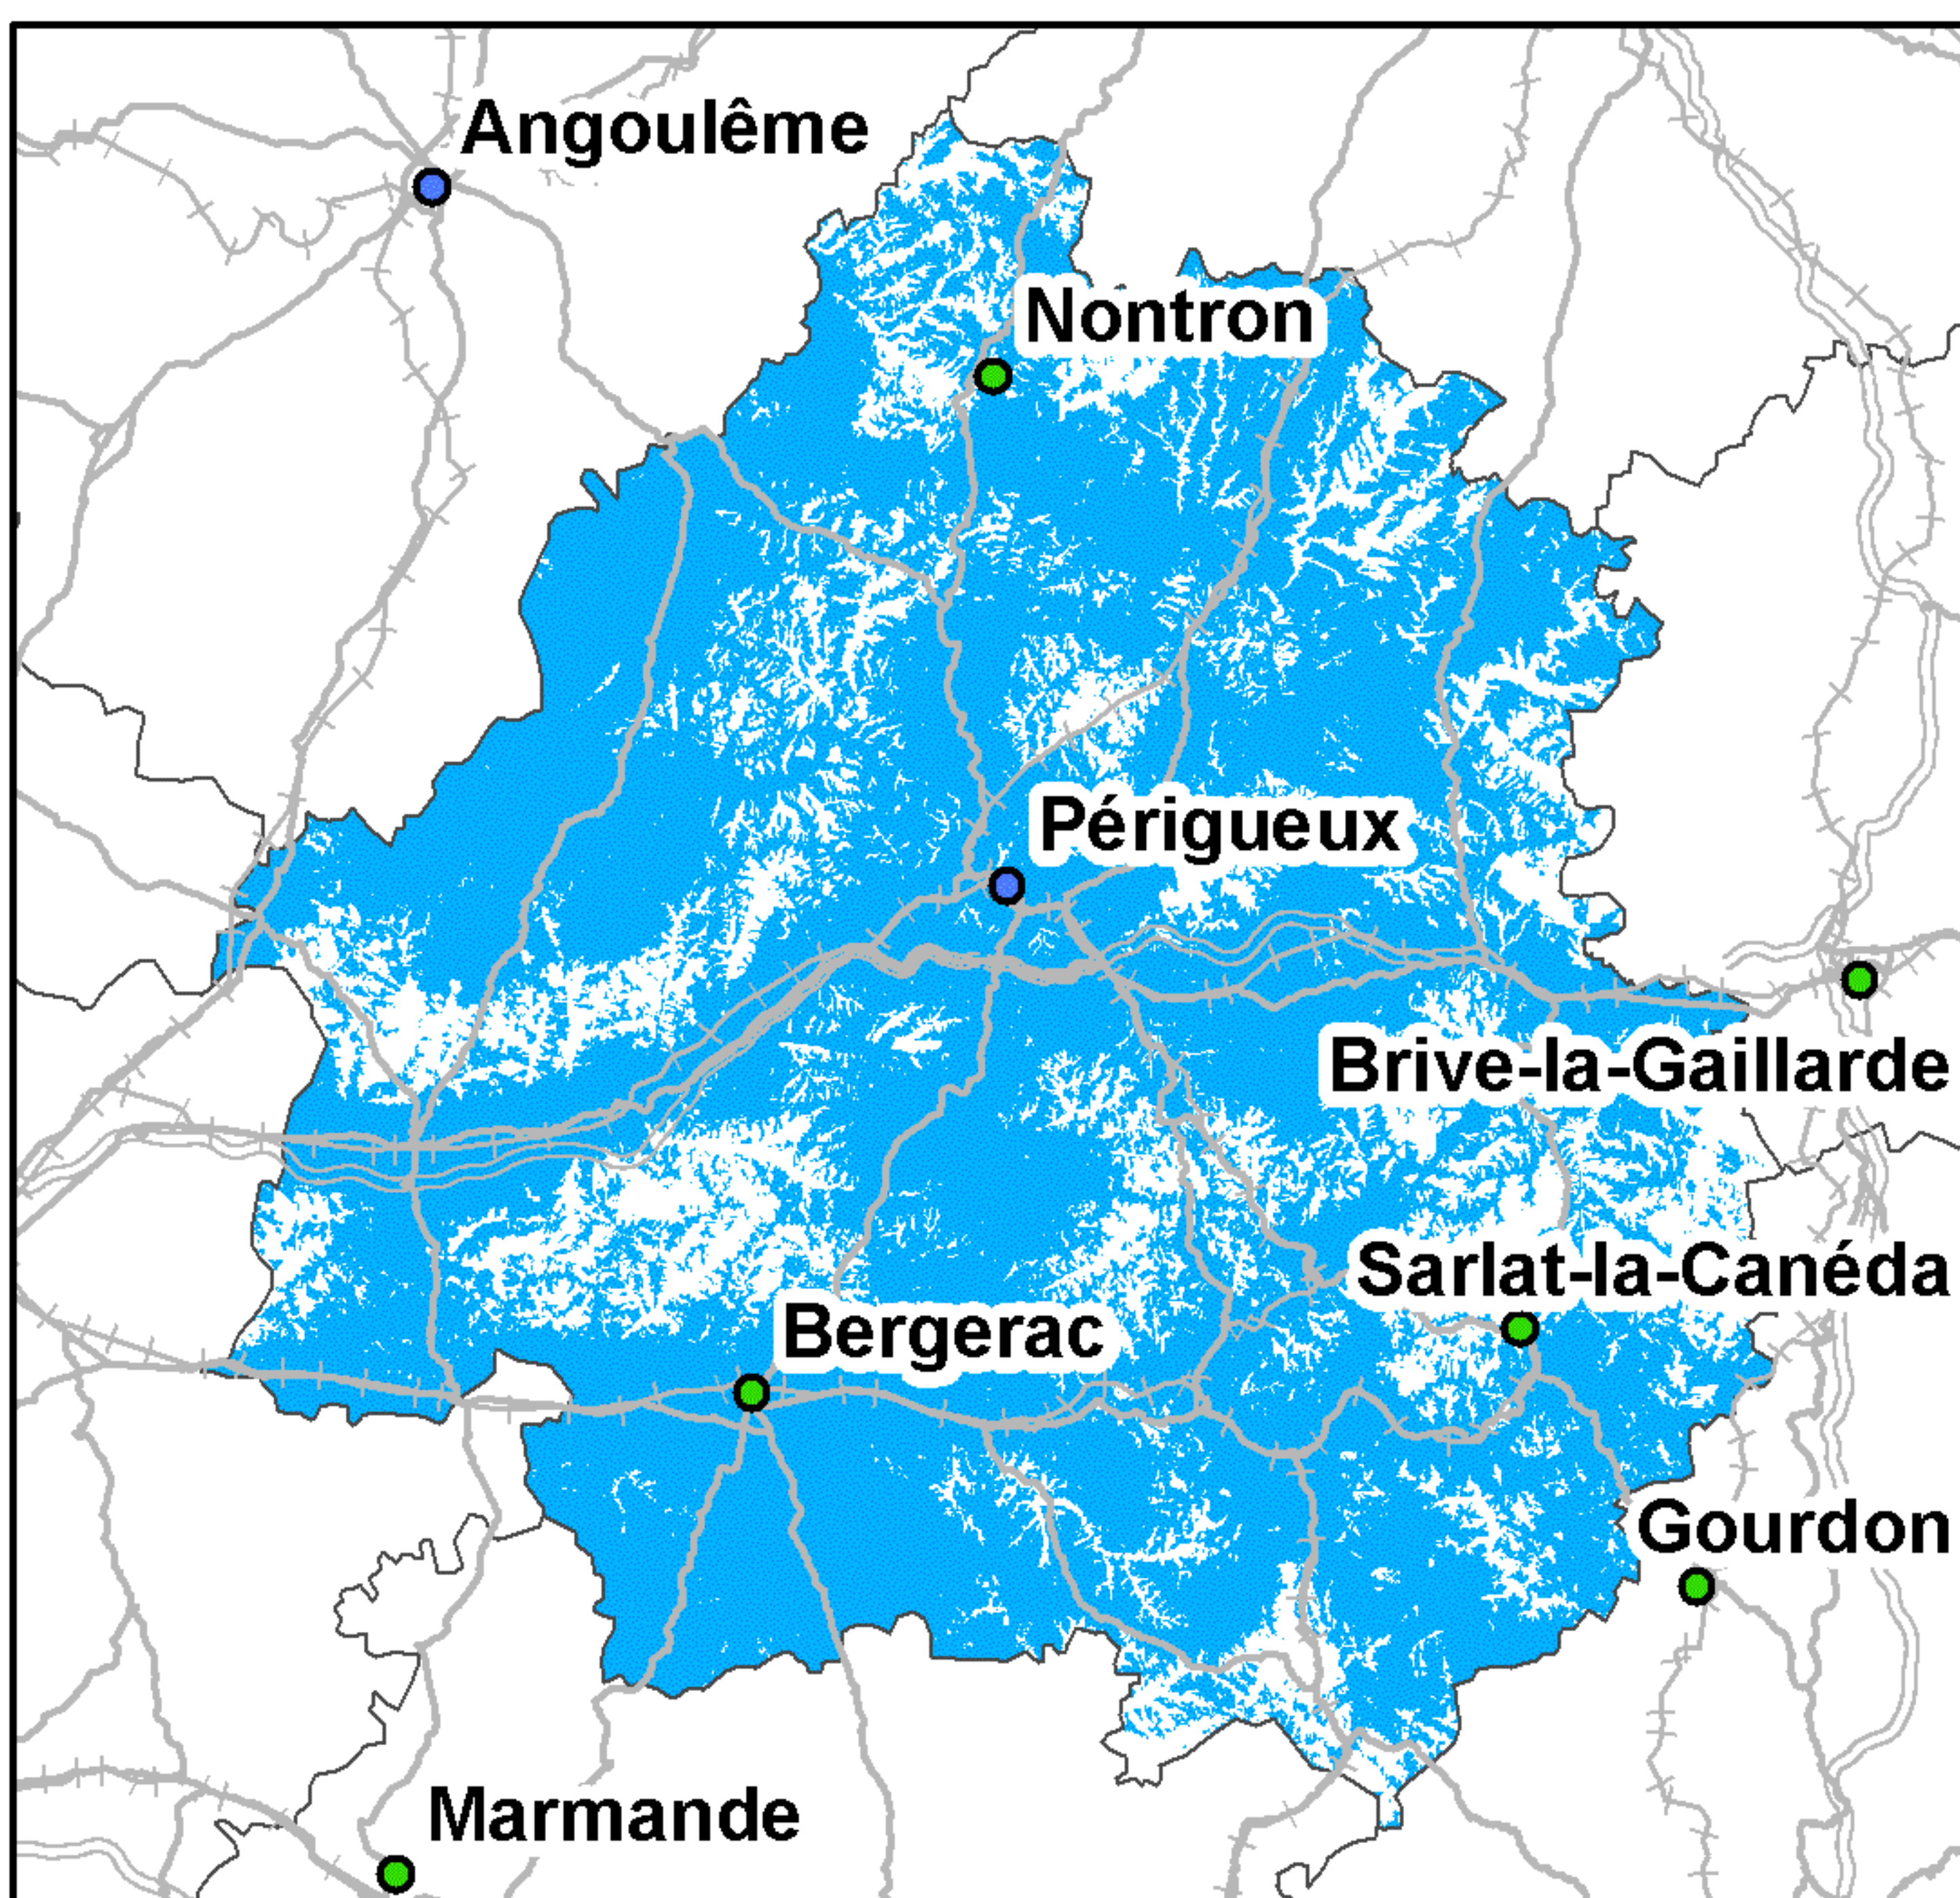 Angoulême
Nontron
Périgueux
Brive-la-Gaillarde
Sarlat-la-Canéda
Bergerac
Gourdon
Marmande